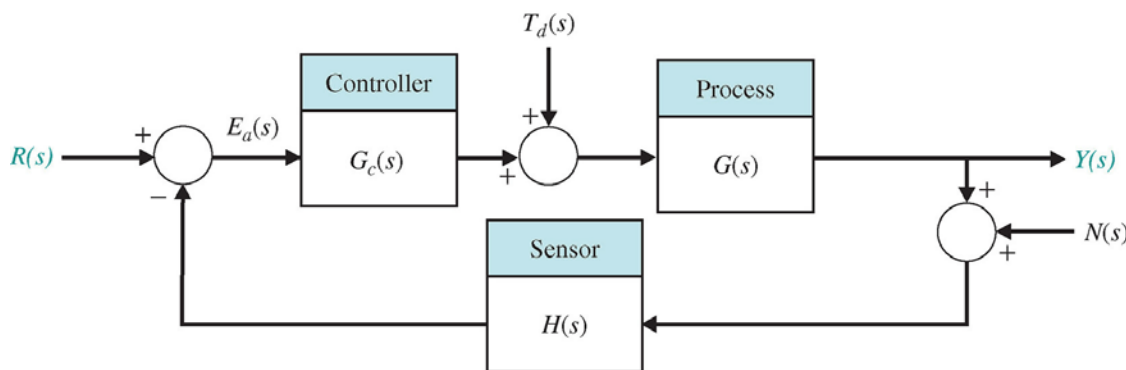 T_d(s)
Controller
Process
+
E_a(s)
+
R(s)
G_c(s)
+
G(s)
Y(s)
−
+
Sensor
N(s)
+
H(s)